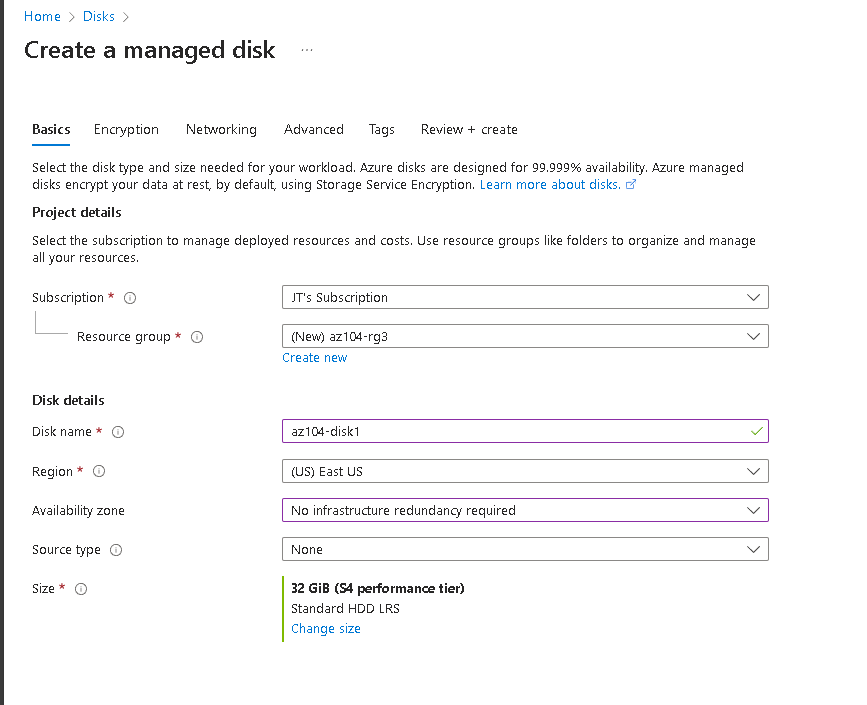 Home > Disks >
Create a managed disk ...
Basics Encryption Networking Advanced Tags Review + create
Select the disk type and size needed for your workload. Azure disks are designed for 99.999% availability. Azure managed
disks encrypt your data at rest, by default, using Storage Service Encryption. Learn more about disks.
Project details
Select the subscription to manage deployed resources and costs. Use resource groups like folders to organize and manage
all your resources.
Subscription * JT's Subscription
Resource group * (New) az104-rg3
Create new
Disk details
Disk name * az104-disk1
Region * (US) East US
Availability zone No infrastructure redundancy required
Source type None
Size * 32 GiB (S4 performance tier)
Standard HDD LRS
Change size